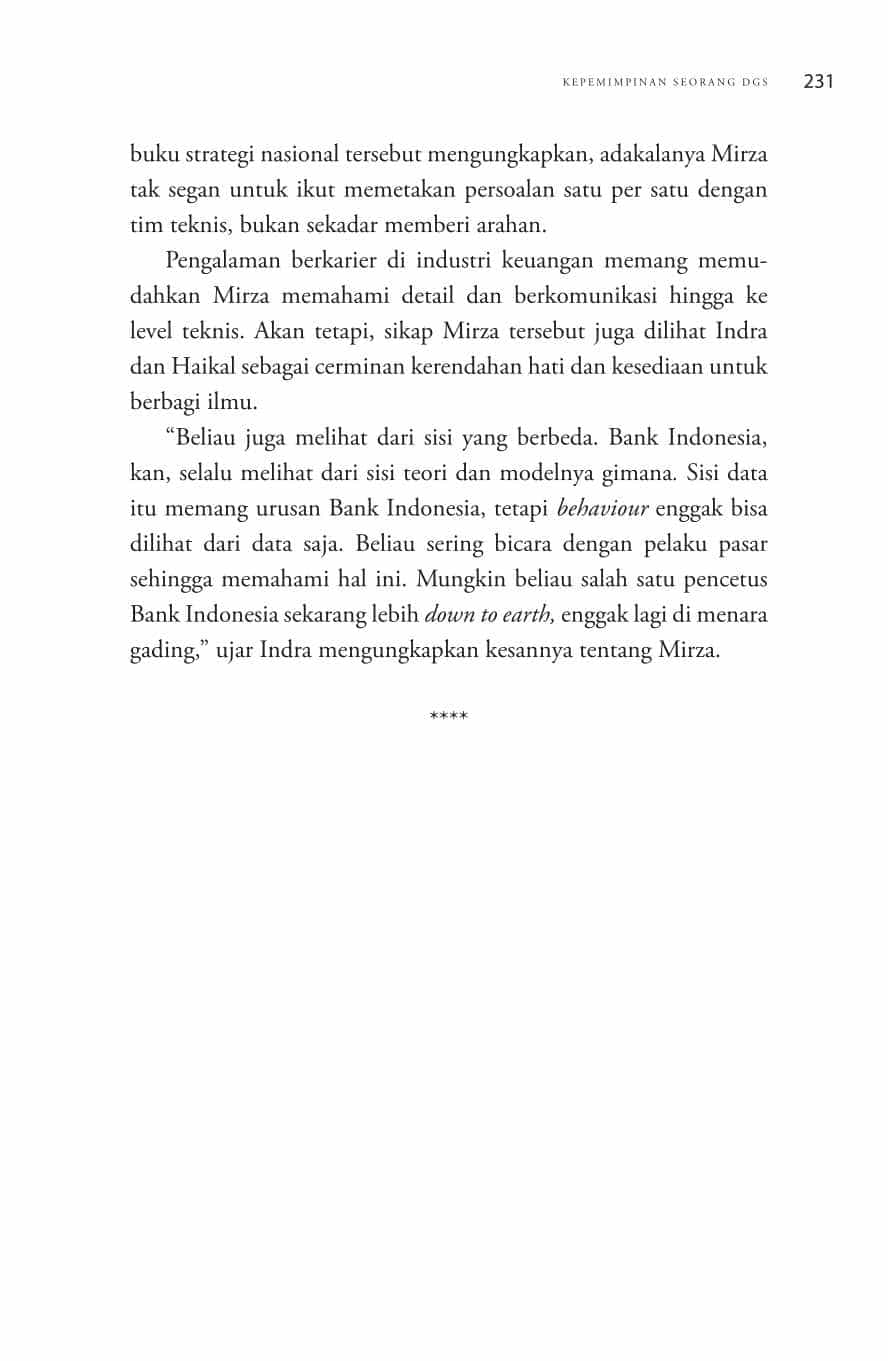 KEPEMIMPINAN SEORANG DGS 231
buku strategi nasional tersebut mengungkapkan, adakalanya Mirza
tak segan untuk ikut memetakan persoalan satu per satu dengan
tim teknis, bukan sekadar memberi arahan.
Pengalaman berkarier di industri keuangan memang memu-
dahkan Mirza memahami detail dan berkomunikasi hingga ke
level teknis. Akan tetapi, sikap Mirza tersebut juga dilihat Indra
dan Haikal sebagai cerminan kerendahan hati dan kesediaan untuk
berbagi ilmu.
“Beliau juga melihat dari sisi yang berbeda. Bank Indonesia,
kan, selalu melihat dari sisi teori dan modelnya gimana. Sisi data
itu memang urusan Bank Indonesia, tetapi behaviour enggak bisa
dilihat dari data saja. Beliau sering bicara dengan pelaku pasar
sehingga memahami hal ini. Mungkin beliau salah satu pencetus
Bank Indonesia sekarang lebih down to earth, enggak lagi di menara
gading,” ujar Indra mengungkapkan kesannya tentang Mirza.
****